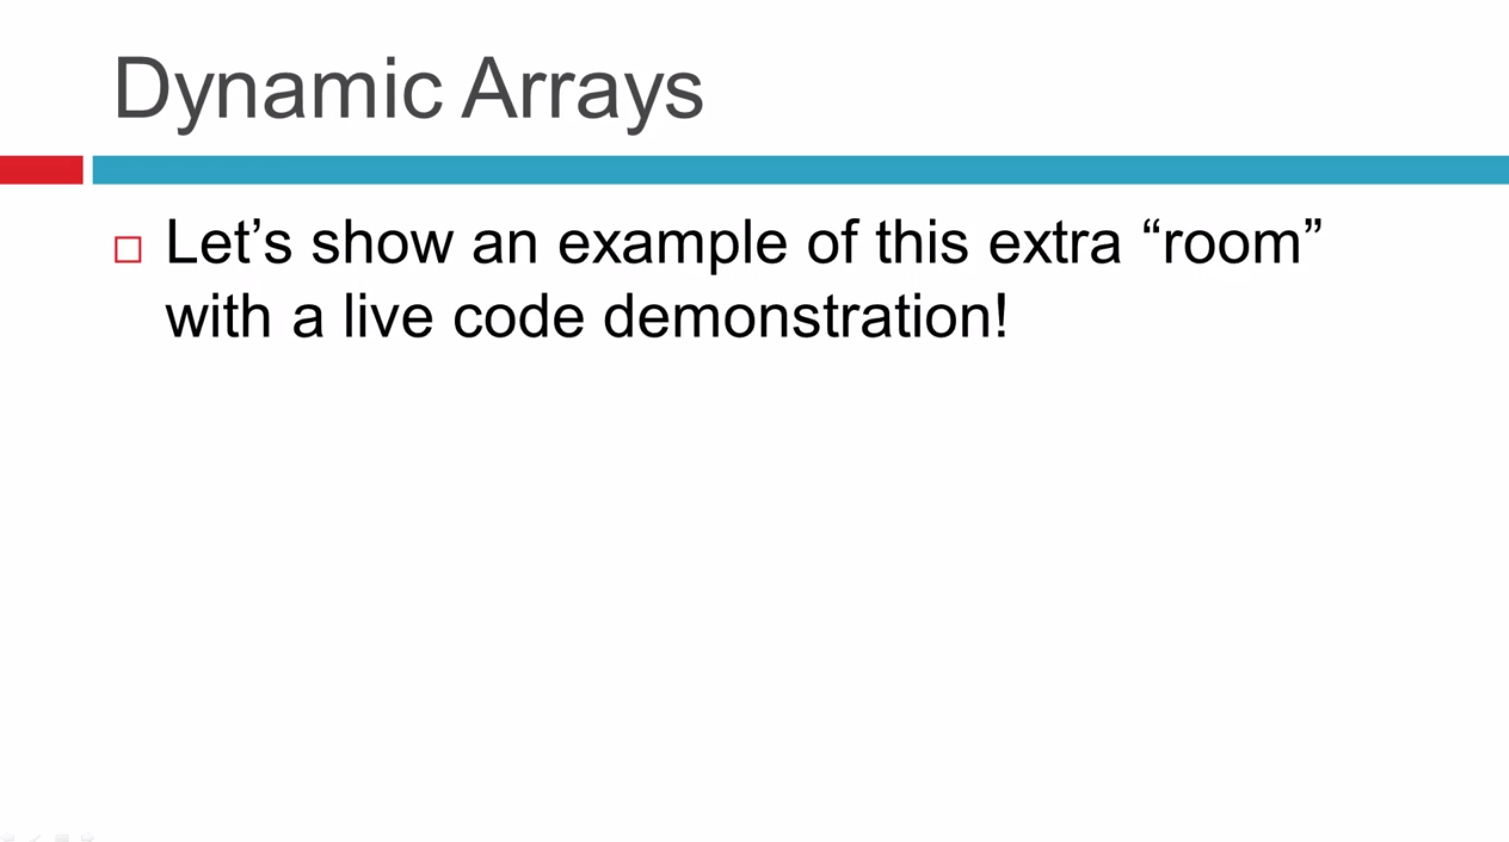 Dynamic Arrays
Let’s show an example of this extra “room”
with a live code demonstration!